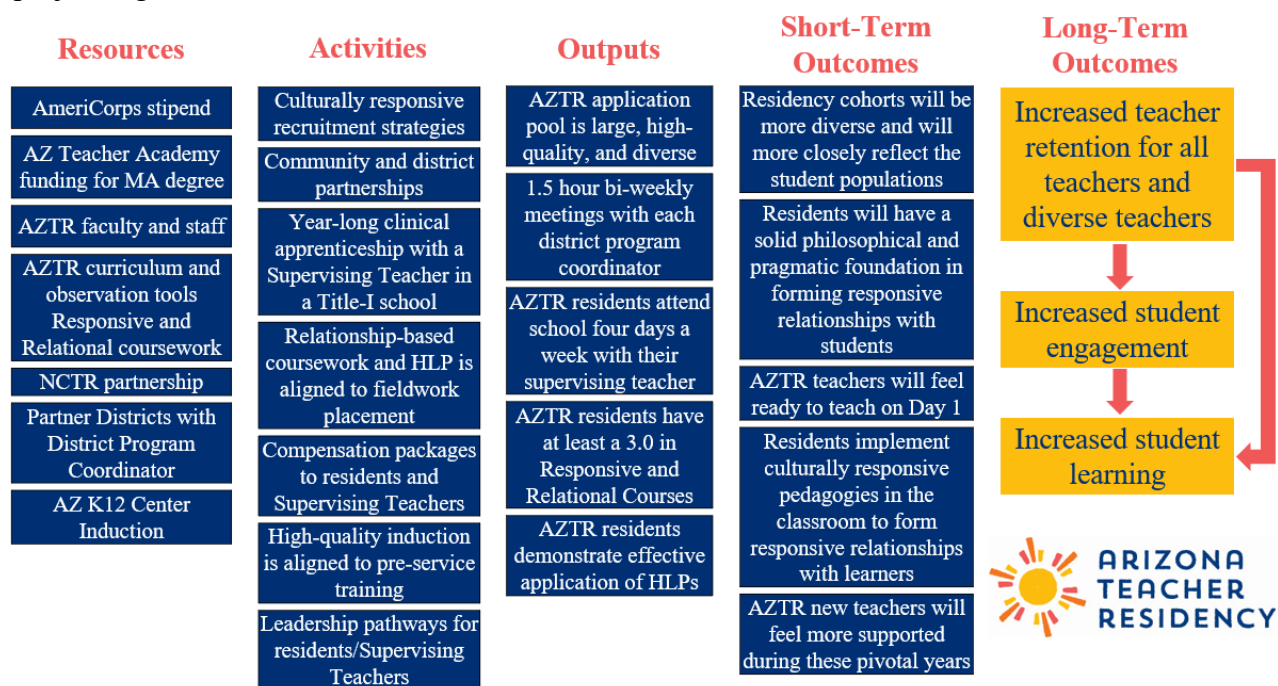 Resources
AmeriCorps stipend
AZ Teacher Academy
funding for MA degree
AZTR faculty and staff
AZTR curriculum and
observation tools
Responsive and
Relational coursework
NCTR partnership
Partner Districts with
District Program
Coordinator
AZ K12 Center
Induction
Activities
Culturally responsive
recruitment strategies
Community and district
partnerships
Year-long clinical
apprenticeship with a
Supervising Teacher in
a Title-I school
Relationship-based
coursework and HLP is
aligned to fieldwork
placement
Compensation packages
to residents and
Supervising Teachers
High-quality induction
is aligned to pre-service
training
Leadership pathways for
residents/Supervising
Teachers
Outputs
AZTR application
pool is large, high-
quality, and diverse
1.5 hour bi-weekly
meetings with each
district program
coordinator
AZTR residents attend
school four days a
week with their
supervising teacher
AZTR residents have
at least a 3.0 in
Responsive and
Relational Courses
AZTR residents
demonstrate effective
application of HLPs
Short-Term
Outcomes
Residency cohorts will be
more diverse and will
more closely reflect the
student populations
Residents will have a
solid philosophical and
pragmatic foundation in
forming responsive
relationships with
students
AZTR teachers will feel
ready to teach on Day 1
Residents implement
culturally responsive
pedagogies in the
classroom to form
responsive relationships
with learners
AZTR new teachers will
feel more supported
during these pivotal years
Long-Term
Outcomes
Increased teacher
retention for all
teachers and
diverse teachers
Increased student
engagement
Increased student
learning
ARIZONA
TEACHER
RESIDENCY